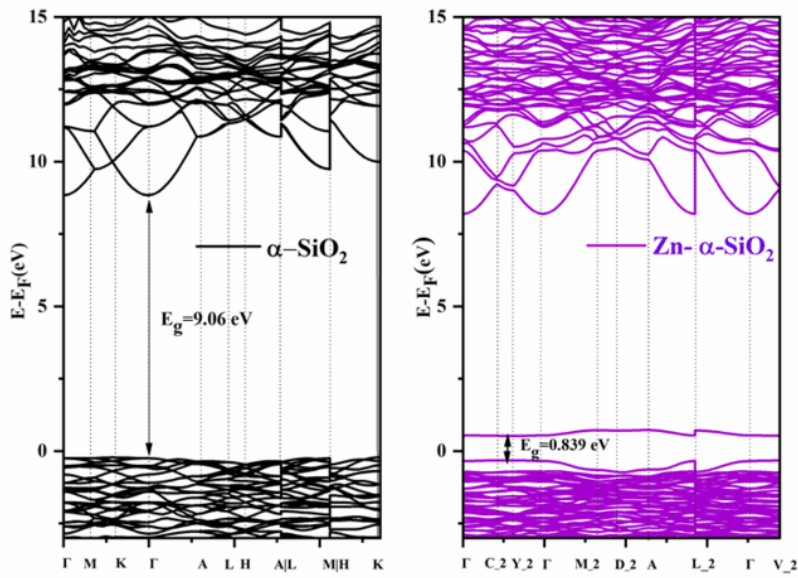 15
10
5
0
E-E_F(eV)
α−SiO₂
E_g=9.06 eV
Γ M K Γ A L H A|L M|H K
15
10
5
0
E-E_F(eV)
Zn- α-SiO₂
E_g=0.839 eV
Γ C_2 Y_2 Γ M_2 D_2 A L_2 Γ V_2